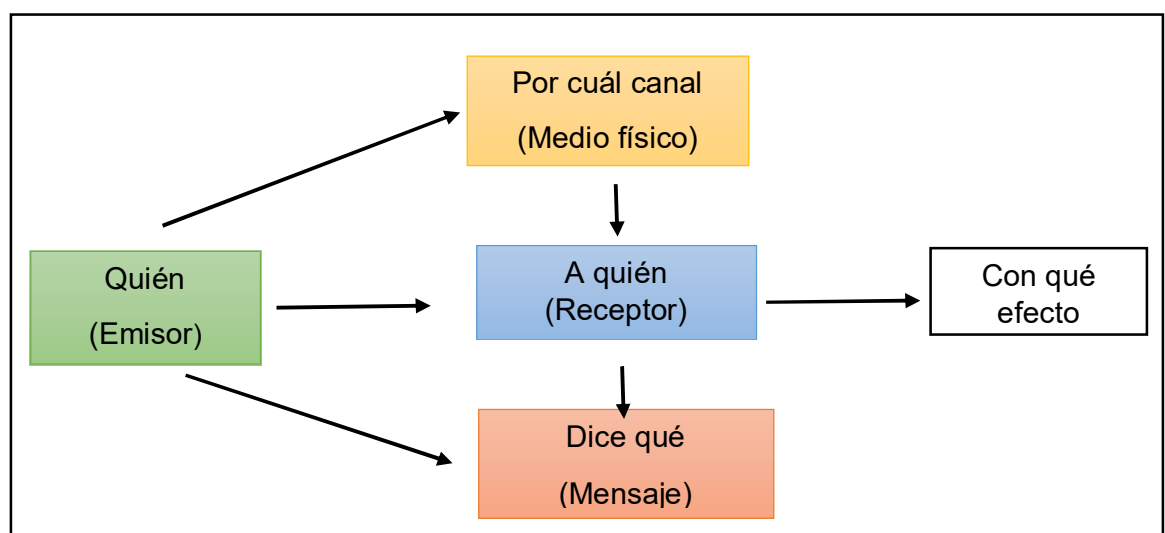 Por cuál canal
(Medio físico)
Quién
(Emisor)
A quién
(Receptor)
Con qué
efecto
Dice qué
(Mensaje)